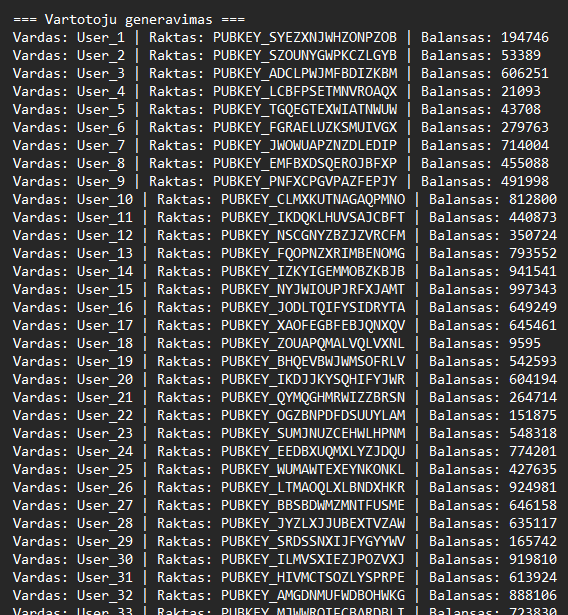 === Vartotoju generavimas ===
Vardas: User_1 | Raktas: PUBKEY_SYEZXNJWHZONPZOB | Balansas: 194746
Vardas: User_2 | Raktas: PUBKEY_SZOUNYGWPKCZLGYB | Balansas: 53389
Vardas: User_3 | Raktas: PUBKEY_ADCLPWJMFBDIZKBM | Balansas: 606251
Vardas: User_4 | Raktas: PUBKEY_LCBFPSETMNVROAQX | Balansas: 21093
Vardas: User_5 | Raktas: PUBKEY_TGQEGTEXWIATNWUW | Balansas: 43708
Vardas: User_6 | Raktas: PUBKEY_FGRAELUZKSMUIVGX | Balansas: 279763
Vardas: User_7 | Raktas: PUBKEY_JWOWUAPZNZDLEDIP | Balansas: 714004
Vardas: User_8 | Raktas: PUBKEY_EMFBXDSQEROJBFXP | Balansas: 455088
Vardas: User_9 | Raktas: PUBKEY_PNFXCPGVPAZFEPJY | Balansas: 491998
Vardas: User_10 | Raktas: PUBKEY_CLMXKUTNAGAQPMNO | Balansas: 812800
Vardas: User_11 | Raktas: PUBKEY_IKDQKLHUVSAJCBFT | Balansas: 440873
Vardas: User_12 | Raktas: PUBKEY_NSCGNYZBZJZVRCFM | Balansas: 350724
Vardas: User_13 | Raktas: PUBKEY_FQOPNZXRIMBENOMG | Balansas: 793552
Vardas: User_14 | Raktas: PUBKEY_IZKYIGEMMOBZKBJB | Balansas: 941541
Vardas: User_15 | Raktas: PUBKEY_NYJWIOUPJRFXJAMT | Balansas: 997343
Vardas: User_16 | Raktas: PUBKEY_JODLTQIFYSIDRYTA | Balansas: 649249
Vardas: User_17 | Raktas: PUBKEY_XAOFEGBFEBJQNXQV | Balansas: 645461
Vardas: User_18 | Raktas: PUBKEY_ZOUAPQMALVQLVXNL | Balansas: 9595
Vardas: User_19 | Raktas: PUBKEY_BHQEVBWJWMSOFRLV | Balansas: 542593
Vardas: User_20 | Raktas: PUBKEY_IKDJJKYSQHIFYJWR | Balansas: 604194
Vardas: User_21 | Raktas: PUBKEY_QYMQGHMRWIZZBRSN | Balansas: 264714
Vardas: User_22 | Raktas: PUBKEY_OGZBNPDFDSUUYLAM | Balansas: 151875
Vardas: User_23 | Raktas: PUBKEY_SUMJNUZCEHWLHPNM | Balansas: 548318
Vardas: User_24 | Raktas: PUBKEY_EEDBXUQMXLYZJDQU | Balansas: 774201
Vardas: User_25 | Raktas: PUBKEY_WUMAWTEXEYNKONKL | Balansas: 427635
Vardas: User_26 | Raktas: PUBKEY_LTMAOQLXLBNDXHKR | Balansas: 924981
Vardas: User_27 | Raktas: PUBKEY_BBSBDWMZMNTFUSME | Balansas: 646158
Vardas: User_28 | Raktas: PUBKEY_JYZLXJJUBEXTVZAW | Balansas: 635117
Vardas: User_29 | Raktas: PUBKEY_SRDSSNXIJFYGYYWV | Balansas: 165742
Vardas: User_30 | Raktas: PUBKEY_ILMVSXIEZJPOZVXJ | Balansas: 919810
Vardas: User_31 | Raktas: PUBKEY_HIVMCTSOZLYSPRPE | Balansas: 613924
Vardas: User_32 | Raktas: PUBKEY_AMGDNMUFWDBOHWKG | Balansas: 888106
Vardas: User_33 | Raktas: | Balansas: 723830